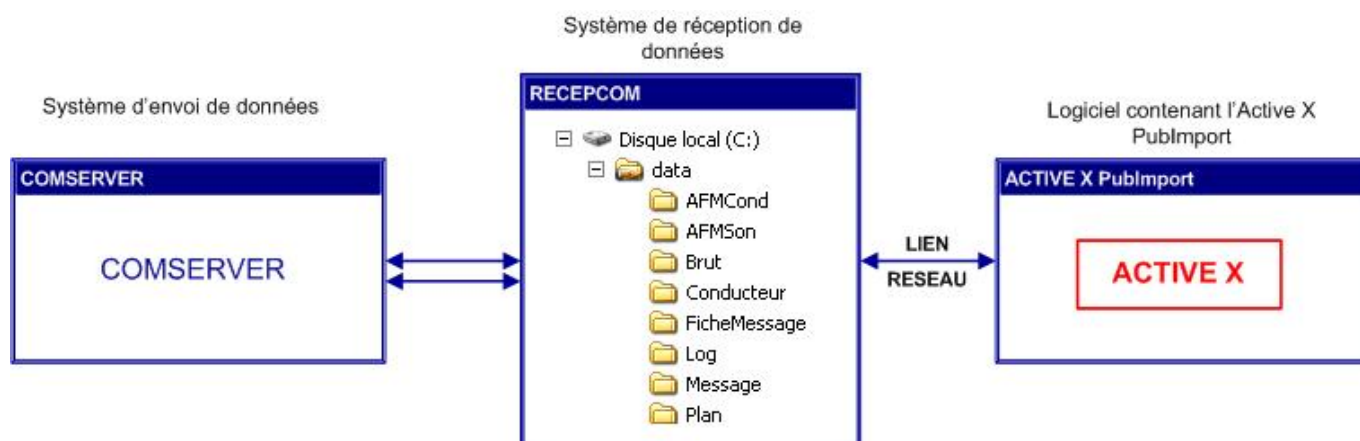 Système d'envoi de données
COMSERVER
COMSERVER
Système de réception de
données
RECEPCOM
Disque local (C:)
data
AFMCond
AFMSon
Brut
Conducteur
FicheMessage
Log
Message
Plan
LIEN
RESEAU
Logiciel contenant l'Active X
PubImport
ACTIVE X PubImport
ACTIVE X